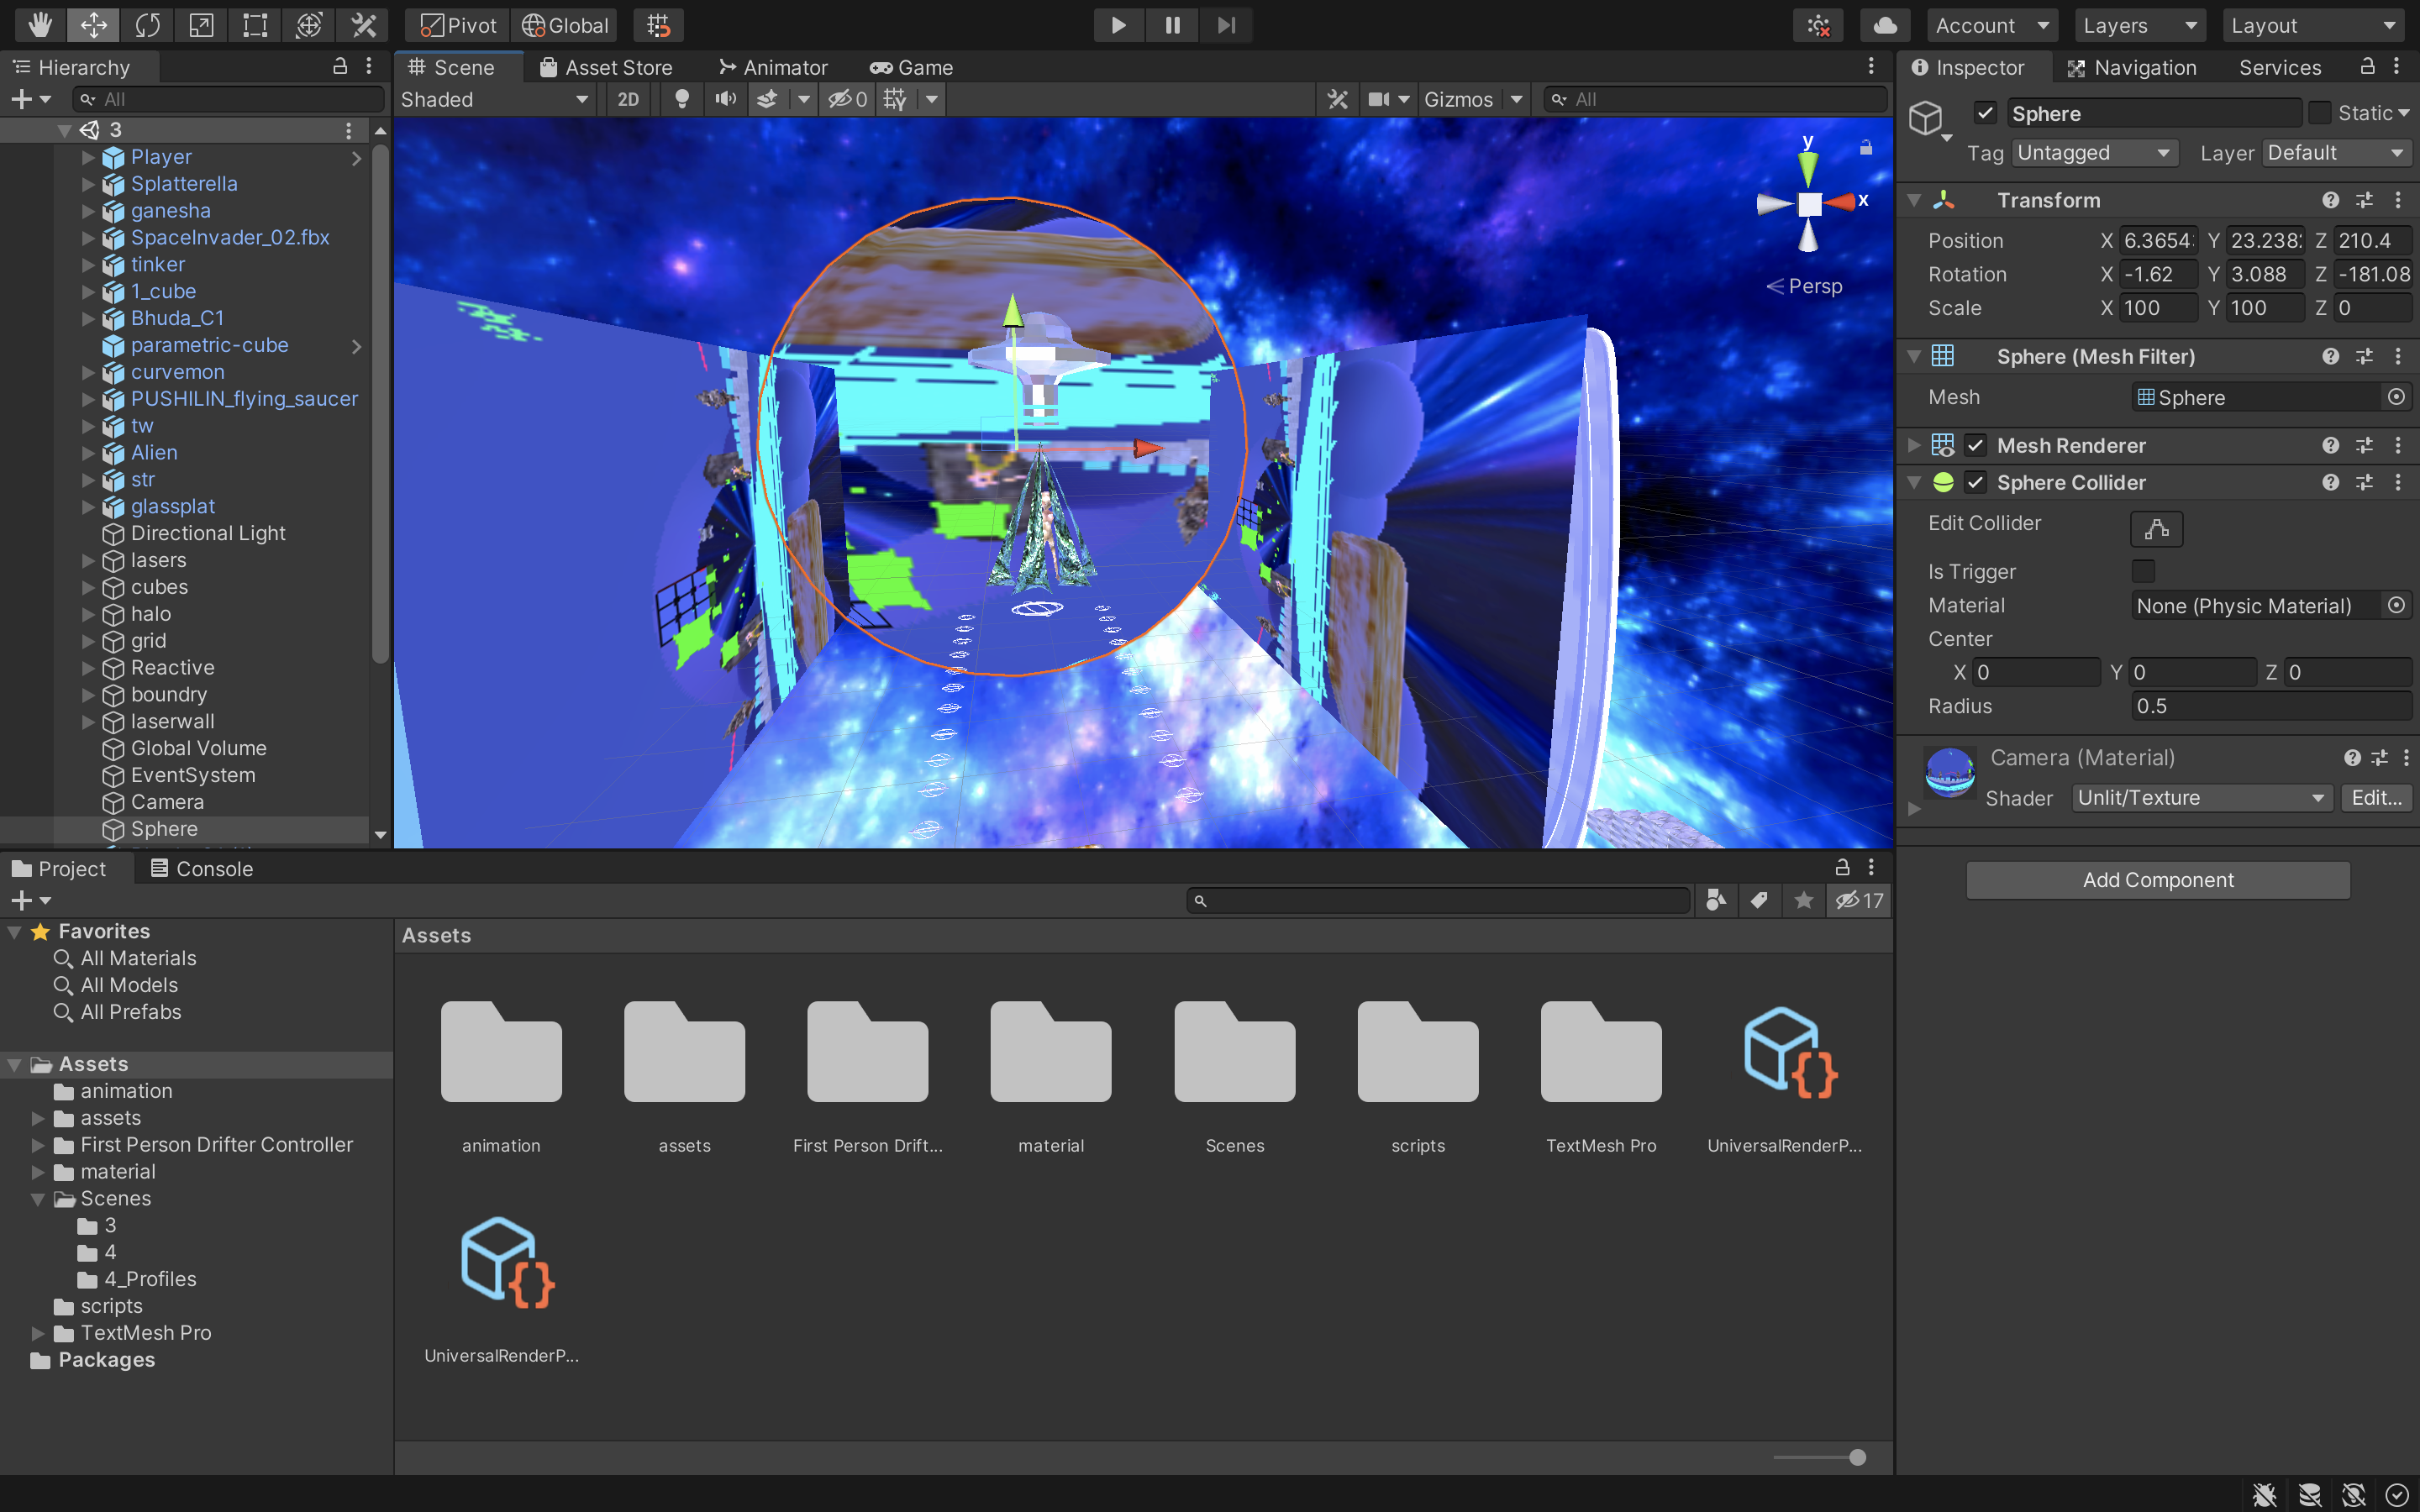 Pivot Global Account Layers Layout
Hierarchy
All
3
Player
Splatterella
ganesha
SpaceInvader_02.fbx
tinker
1_cube
Bhuda_C1
parametric-cube
curvemon
PUSHILIN_flying_saucer
tw
Alien
str
glassplat
Directional Light
lasers
cubes
halo
grid
Reactive
boundry
laserwall
Global Volume
EventSystem
Camera
Sphere
Scene Asset Store Animator Game
Shaded 2D 0 Gizmos All
y
x
Persp
Inspector Navigation Services
Sphere Static
Tag Untagged Layer Default
Transform
Position X 6.3654 Y 23.238 Z 210.4
Rotation X -1.62 Y 3.088 Z -181.08
Scale X 100 Y 100 Z 0
Sphere (Mesh Filter)
Mesh Sphere
Mesh Renderer
Sphere Collider
Edit Collider
Is Trigger
Material None (Physic Material)
Center
X 0 Y 0 Z 0
Radius 0.5
Camera (Material)
Shader Unlit/Texture Edit...
Add Component
Project Console
17
Favorites
All Materials
All Models
All Prefabs
Assets
animation
assets
First Person Drifter Controller
material
Scenes
3
4
4_Profiles
scripts
TextMesh Pro
Packages
Assets
animation assets First Person Drift... material Scenes scripts TextMesh Pro UniversalRenderP...
UniversalRenderP...